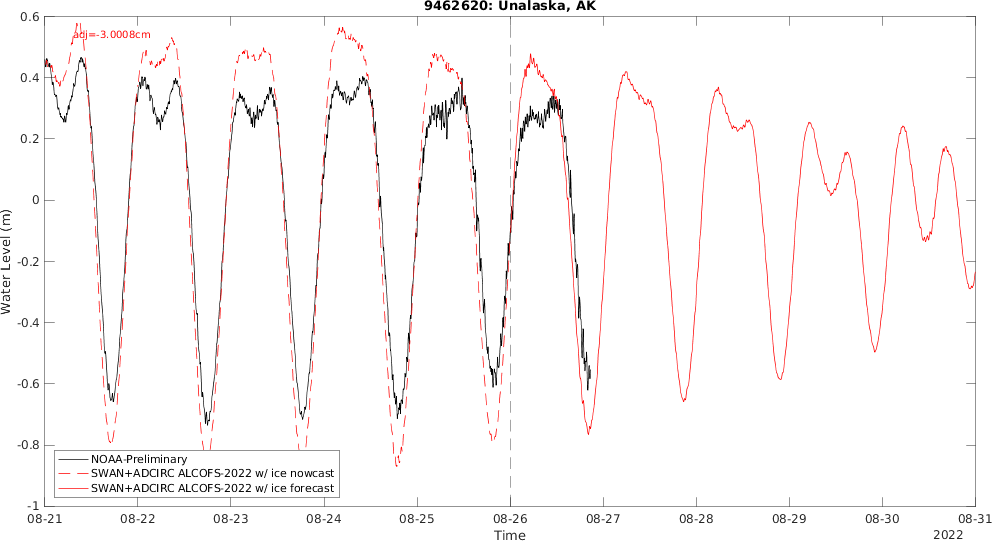 9462620: Unalaska, AK
adj=-3.0008cm
0.6
0.4
0.2
0
-0.2
-0.4
-0.6
-0.8
-1
Water Level (m)
NOAA-Preliminary
SWAN+ADCIRC ALCOFS-2022 w/ ice nowcast
SWAN+ADCIRC ALCOFS-2022 w/ ice forecast
08-21 08-22 08-23 08-24 08-25 08-26 08-27 08-28 08-29 08-30 08-31
Time
2022